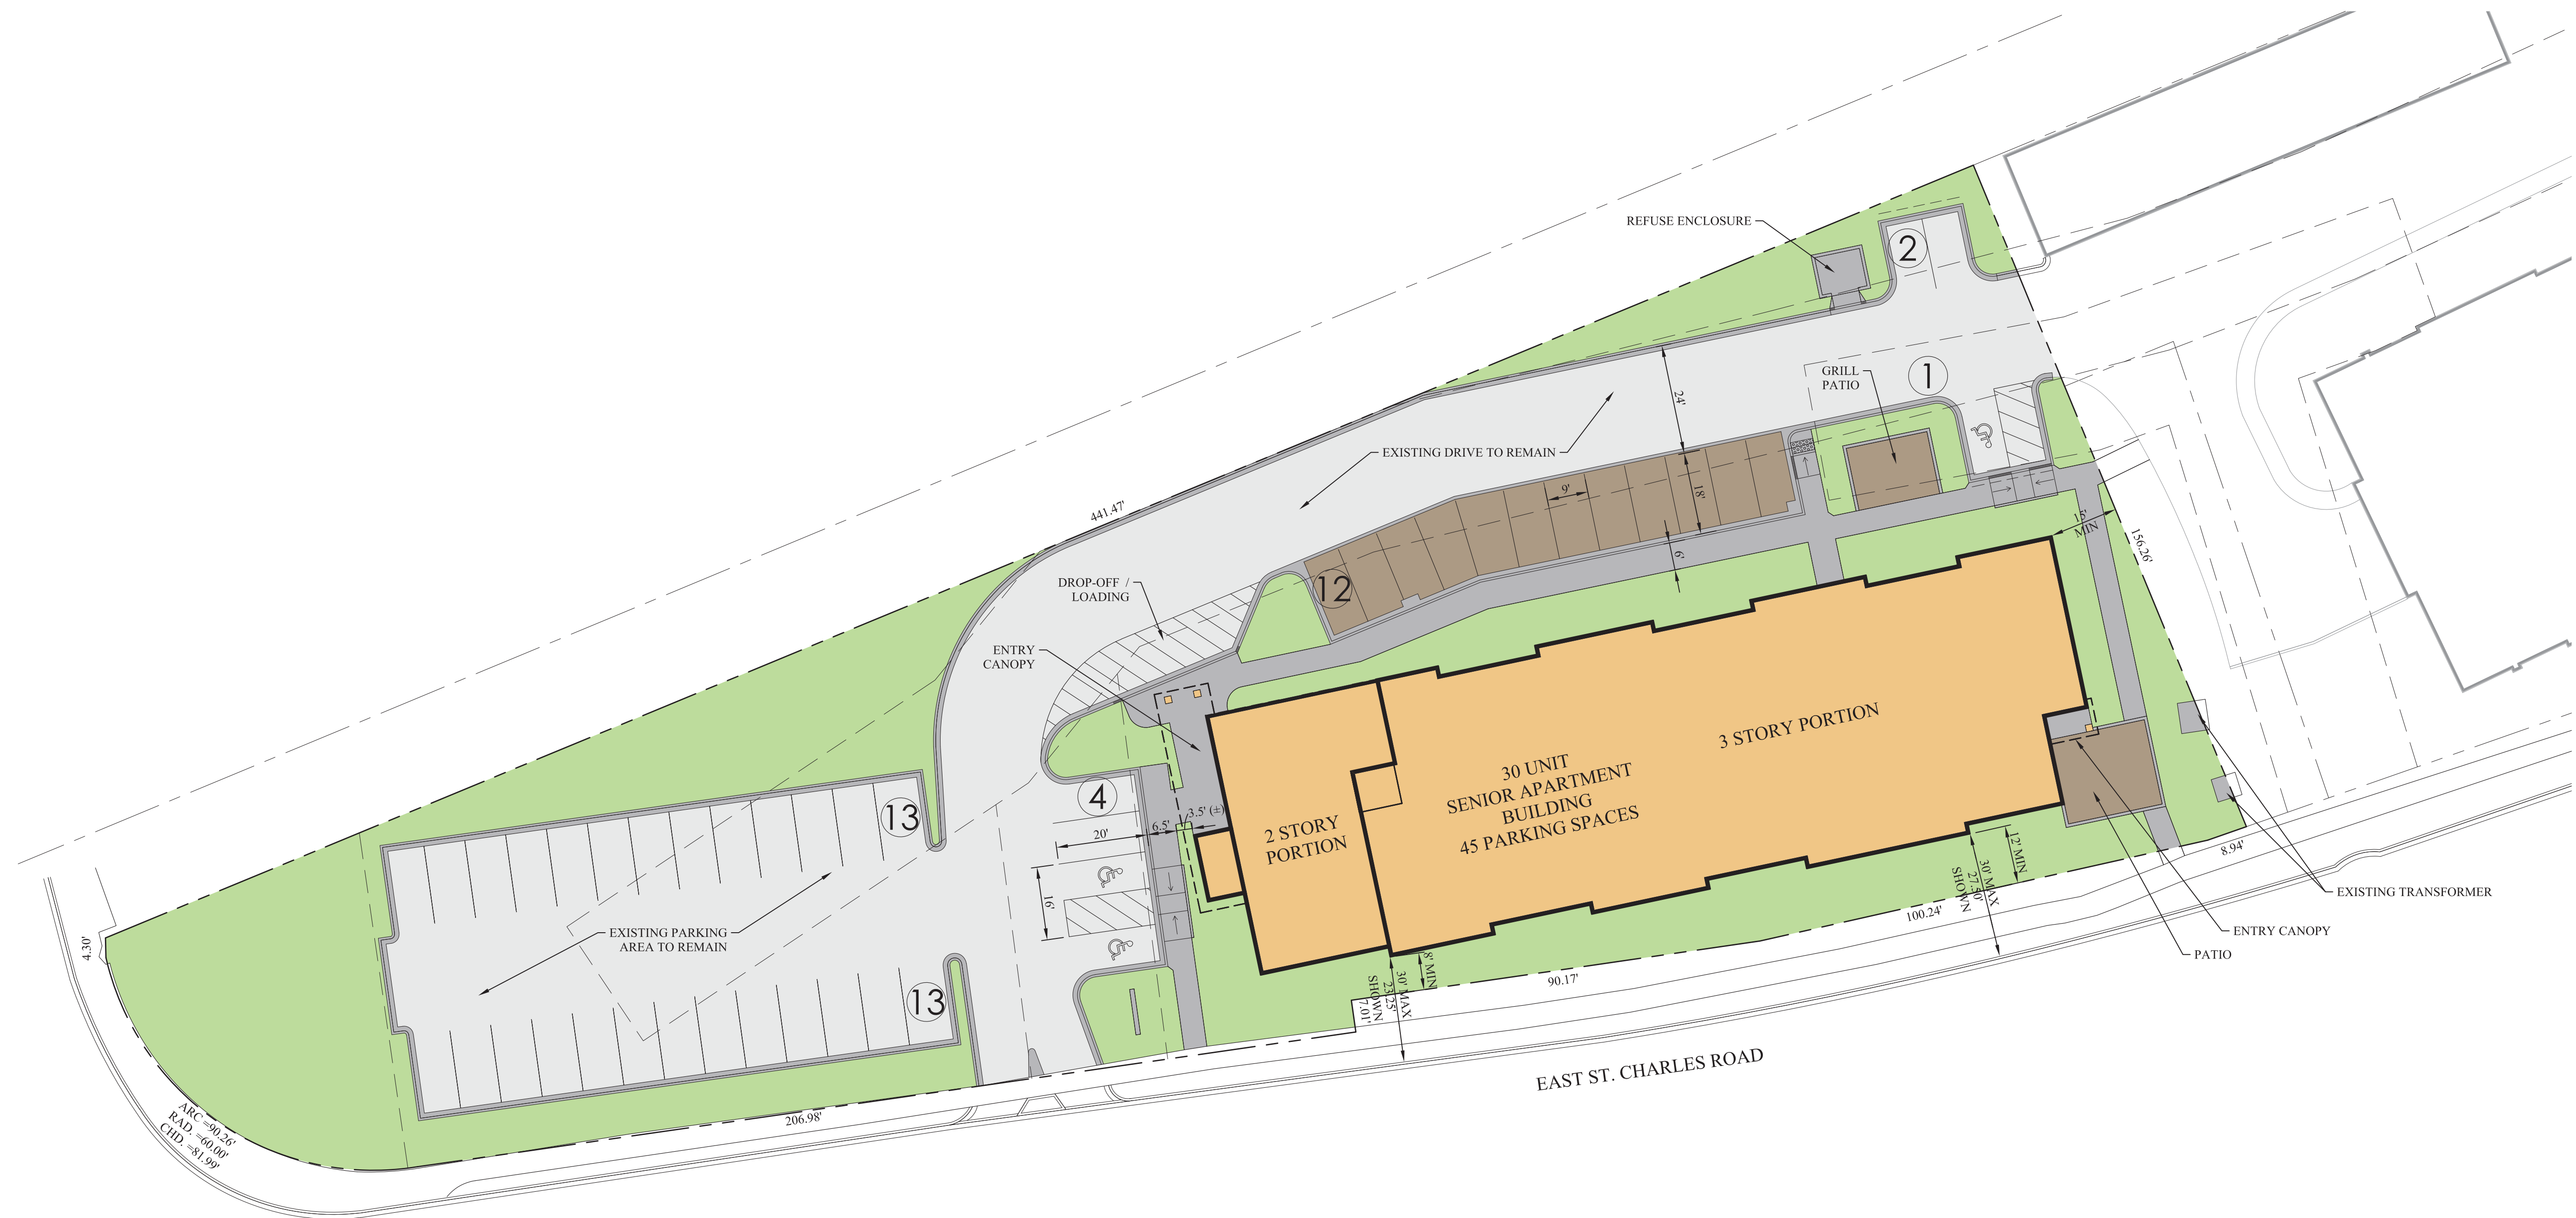 REFUSE ENCLOSURE
2
GRILL
PATIO
1
24'
EXISTING DRIVE TO REMAIN
9'
18'
441.47'
15'
MIN
156.26'
6'
DROP-OFF /
LOADING
12
ENTRY
CANOPY
3 STORY PORTION
30 UNIT
SENIOR APARTMENT
BUILDING
45 PARKING SPACES
4
13
3.5' (±)
6.5'
20'
2 STORY
PORTION
16'
12' MIN
30' MAX
27.50'
SHOWN
8.94'
EXISTING TRANSFORMER
100.24'
ENTRY CANOPY
PATIO
EXISTING PARKING
AREA TO REMAIN
4.30'
8' MIN
30' MAX
23.25'
SHOWN
7.01'
90.17'
13
EAST ST. CHARLES ROAD
206.98'
ARC =90.26'
RAD. =60.00'
CHD. =81.99'